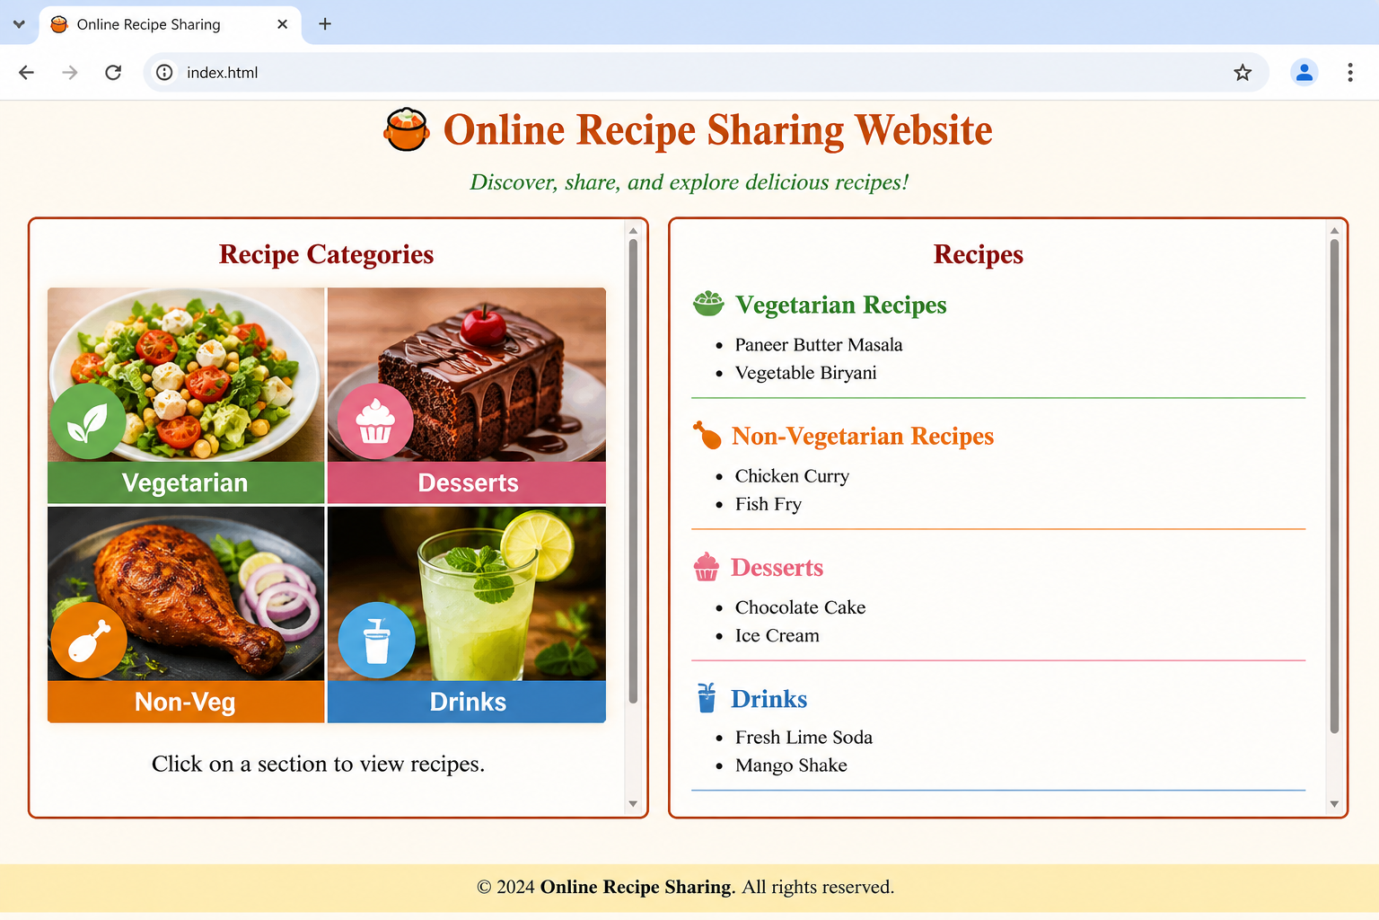 Online Recipe Sharing
index.html
Online Recipe Sharing Website
Discover, share, and explore delicious recipes!
Recipe Categories
Vegetarian
Desserts
Non-Veg
Drinks
Click on a section to view recipes.
Recipes
Vegetarian Recipes
Paneer Butter Masala
Vegetable Biryani
Non-Vegetarian Recipes
Chicken Curry
Fish Fry
Desserts
Chocolate Cake
Ice Cream
Drinks
Fresh Lime Soda
Mango Shake
© 2024 Online Recipe Sharing. All rights reserved.